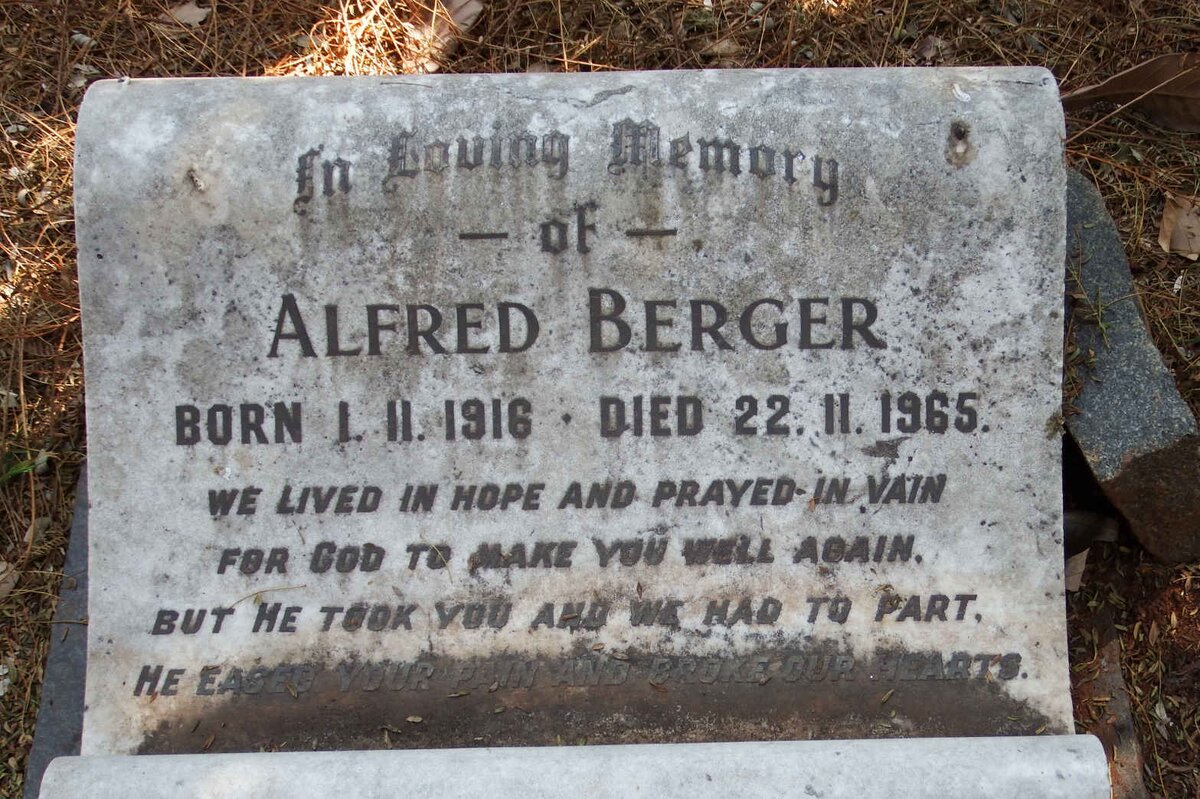 In Loving Memory
— of —
ALFRED BERGER
BORN 1. 11. 1916 · DIED 22. 11. 1965.
WE LIVED IN HOPE AND PRAYED IN VAIN
FOR GOD TO MAKE YOU WELL AGAIN.
BUT HE TOOK YOU AND WE HAD TO PART,
HE EASED YOUR PAIN AND BROKE OUR HEARTS.